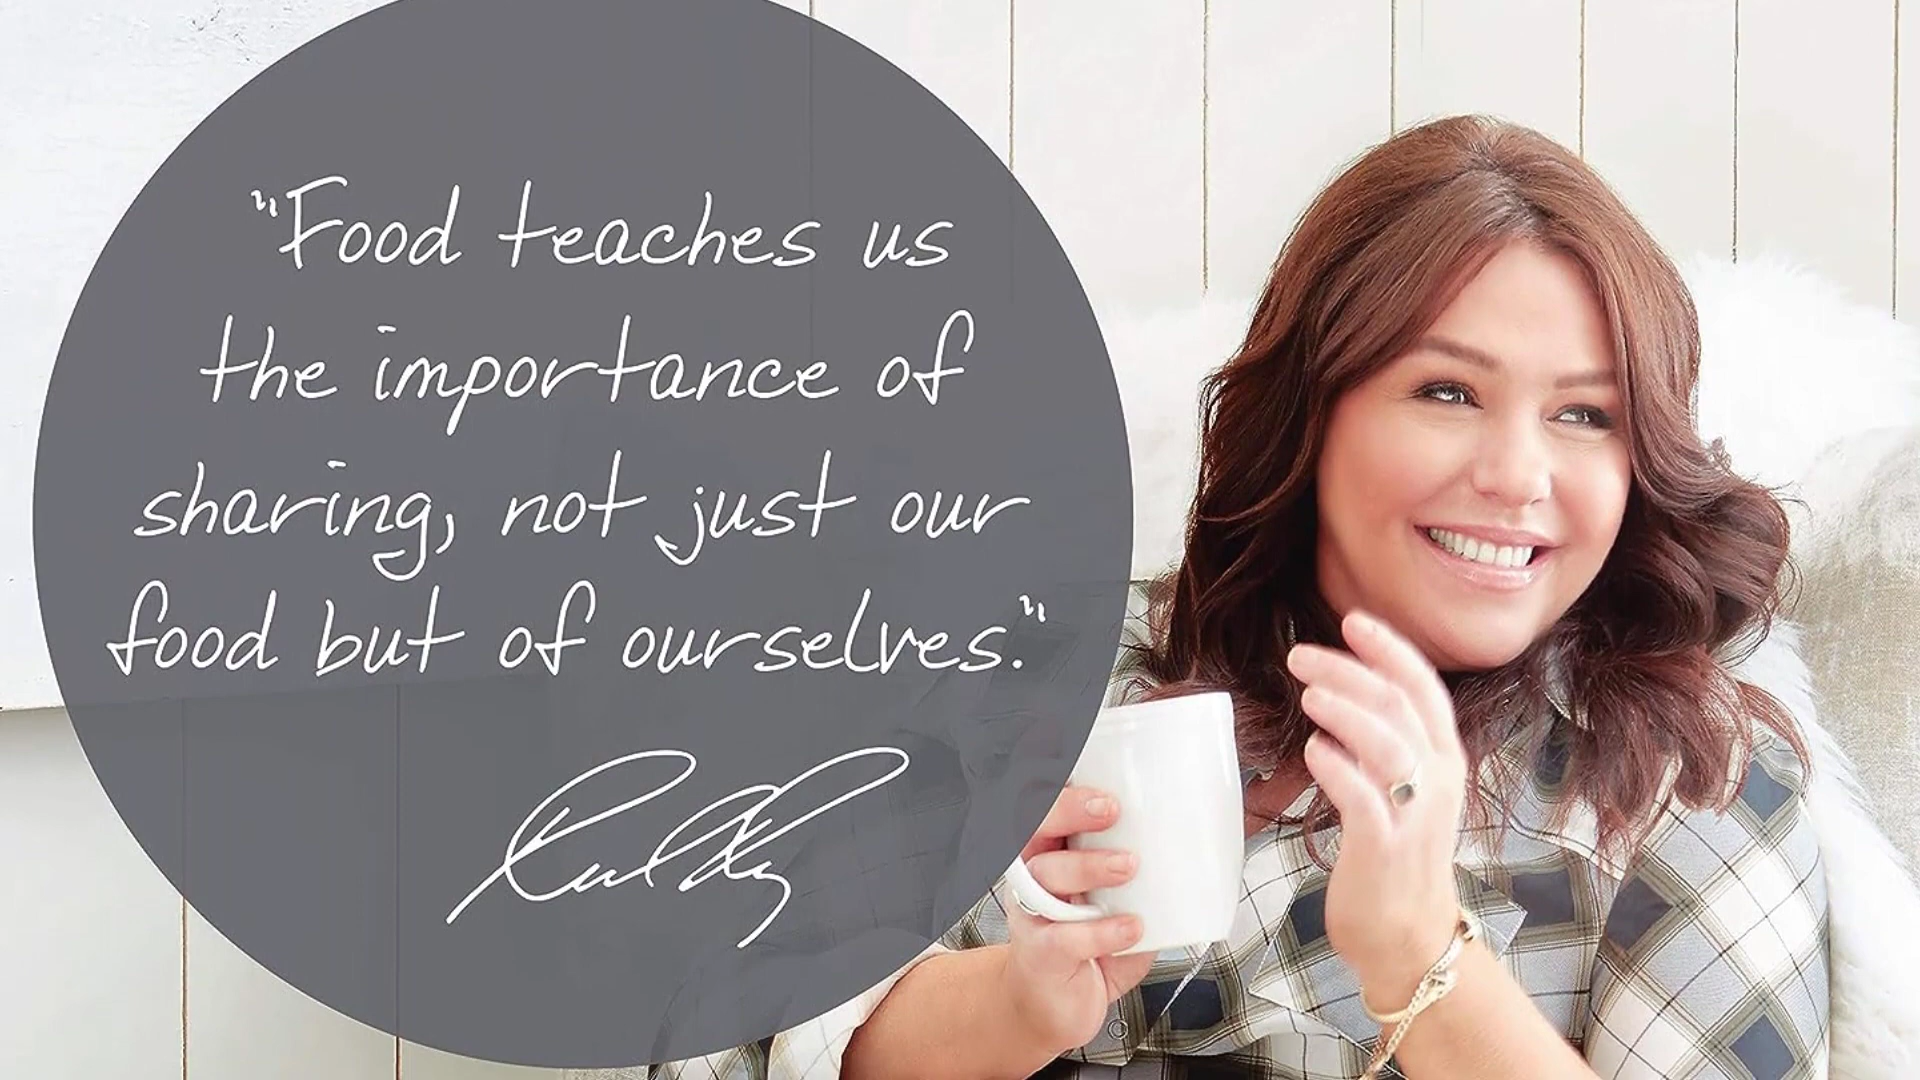 "Food teaches us
the importance of
sharing, not just our
food but of ourselves."